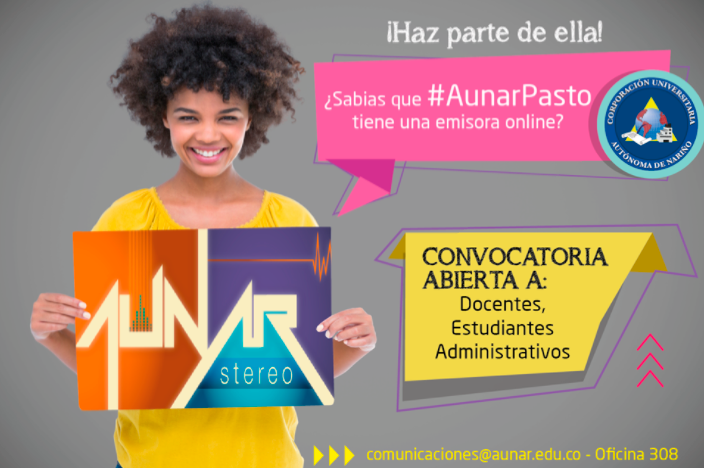 ¡Haz parte de ella!
¿Sabias que #AunarPasto
tiene una emisora online?
CORPORACIÓN UNIVERSITARIA
AUTÓNOMA DE NARIÑO
AUNAR
stereo
CONVOCATORIA
ABIERTA A:
Docentes,
Estudiantes
Administrativos
comunicaciones@aunar.edu.co - Oficina 308